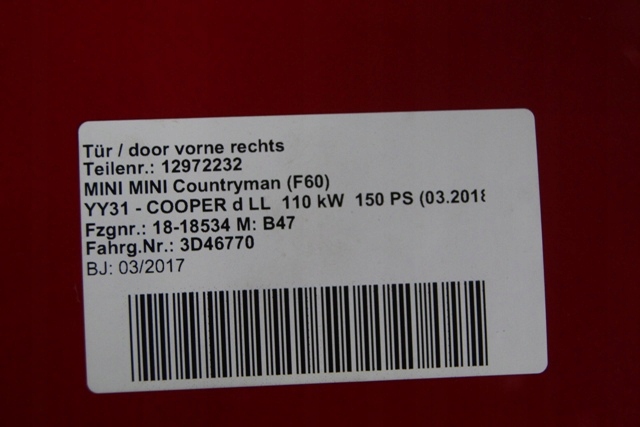 Tür / door vorne rechts
Teilenr.: 12972232
MINI MINI Countryman (F60)
YY31 - COOPER d LL 110 kW 150 PS (03.2018
Fzgnr.: 18-18534 M: B47
Fahrg.Nr.: 3D46770
BJ: 03/2017